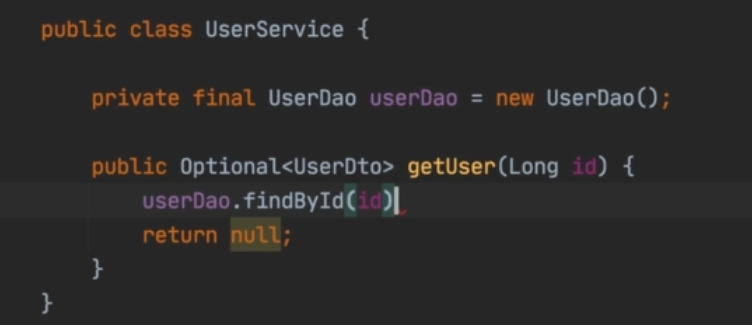 public class UserService {
private final UserDao userDao = new UserDao();
public Optional<UserDto> getUser(Long id) {
userDao.findById(id)
return null;
}
}